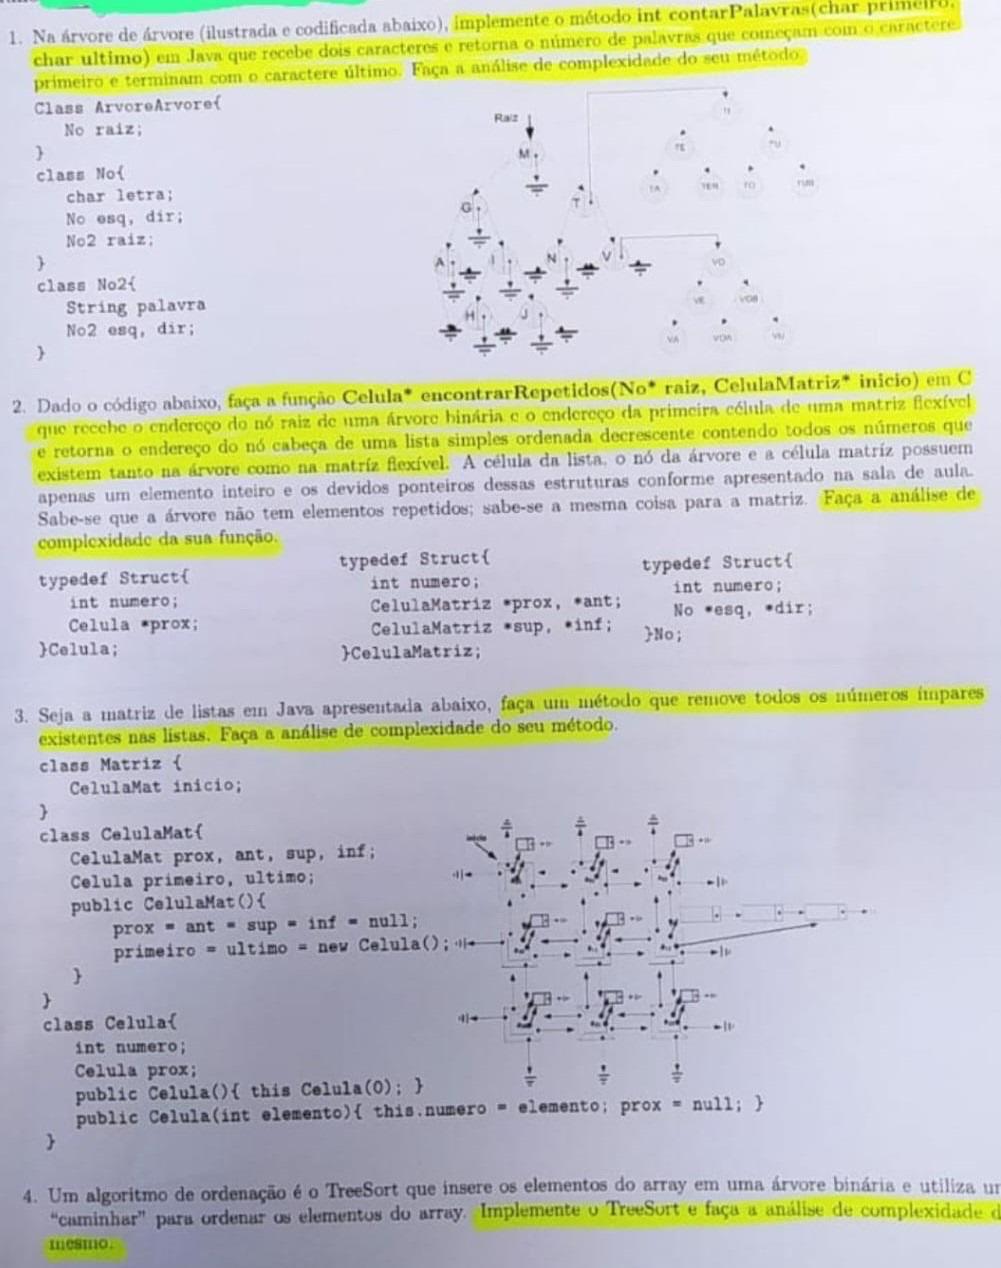 1. Na árvore de árvore (ilustrada e codificada abaixo), implemente o método int contarPalavras(char primeiro,
char ultimo) em Java que recebe dois caracteres e retorna o número de palavras que começam com o caractere
primeiro e terminam com o caractere último. Faça a análise de complexidade do seu método.
Class ArvoreArvore{
No raiz;
}
class No{
char letra;
No esq, dir;
No2 raiz;
}
class No2{
String palavra
No2 esq, dir;
}
Raiz
M
G
T
TE
TU
TA
TER
TO
A
I
N
V
VO
H
J
VE
VOS
VA
2. Dado o código abaixo, faça a função Celula* encontrarRepetidos(No* raiz, CelulaMatriz* inicio) em C
que recebe o endereço do nó raiz de uma árvore binária e o endereço da primeira célula de uma matriz flexível
e retorna o endereço do nó cabeça de uma lista simples ordenada decrescente contendo todos os números que
existem tanto na árvore como na matríz flexível. A célula da lista, o nó da árvore e a célula matríz possuem
apenas um elemento inteiro e os devidos ponteiros dessas estruturas conforme apresentado na sala de aula.
Sabe-se que a árvore não tem elementos repetidos; sabe-se a mesma coisa para a matriz. Faça a análise de
complexidade da sua função.
typedef Struct{
int numero;
Celula *prox;
}Celula;
typedef Struct{
int numero;
CelulaMatriz *prox, *ant;
CelulaMatriz *sup, *inf;
}CelulaMatriz;
typedef Struct{
int numero;
No *esq, *dir;
}No;
3. Seja a matriz de listas em Java apresentada abaixo, faça um método que remove todos os números ímpares
existentes nas listas. Faça a análise de complexidade do seu método.
class Matriz {
CelulaMat inicio;
}
class CelulaMat{
CelulaMat prox, ant, sup, inf;
Celula primeiro, ultimo;
public CelulaMat(){
prox = ant = sup = inf = null;
primeiro = ultimo = new Celula();
}
}
class Celula{
int numero;
Celula prox;
public Celula(){ this Celula(0); }
public Celula(int elemento){ this.numero = elemento; prox = null; }
}
início
4. Um algoritmo de ordenação é o TreeSort que insere os elementos do array em uma árvore binária e utiliza
"caminhar" para ordenar os elementos do array. Implemente o TreeSort e faça a análise de complexidade
mesmo.